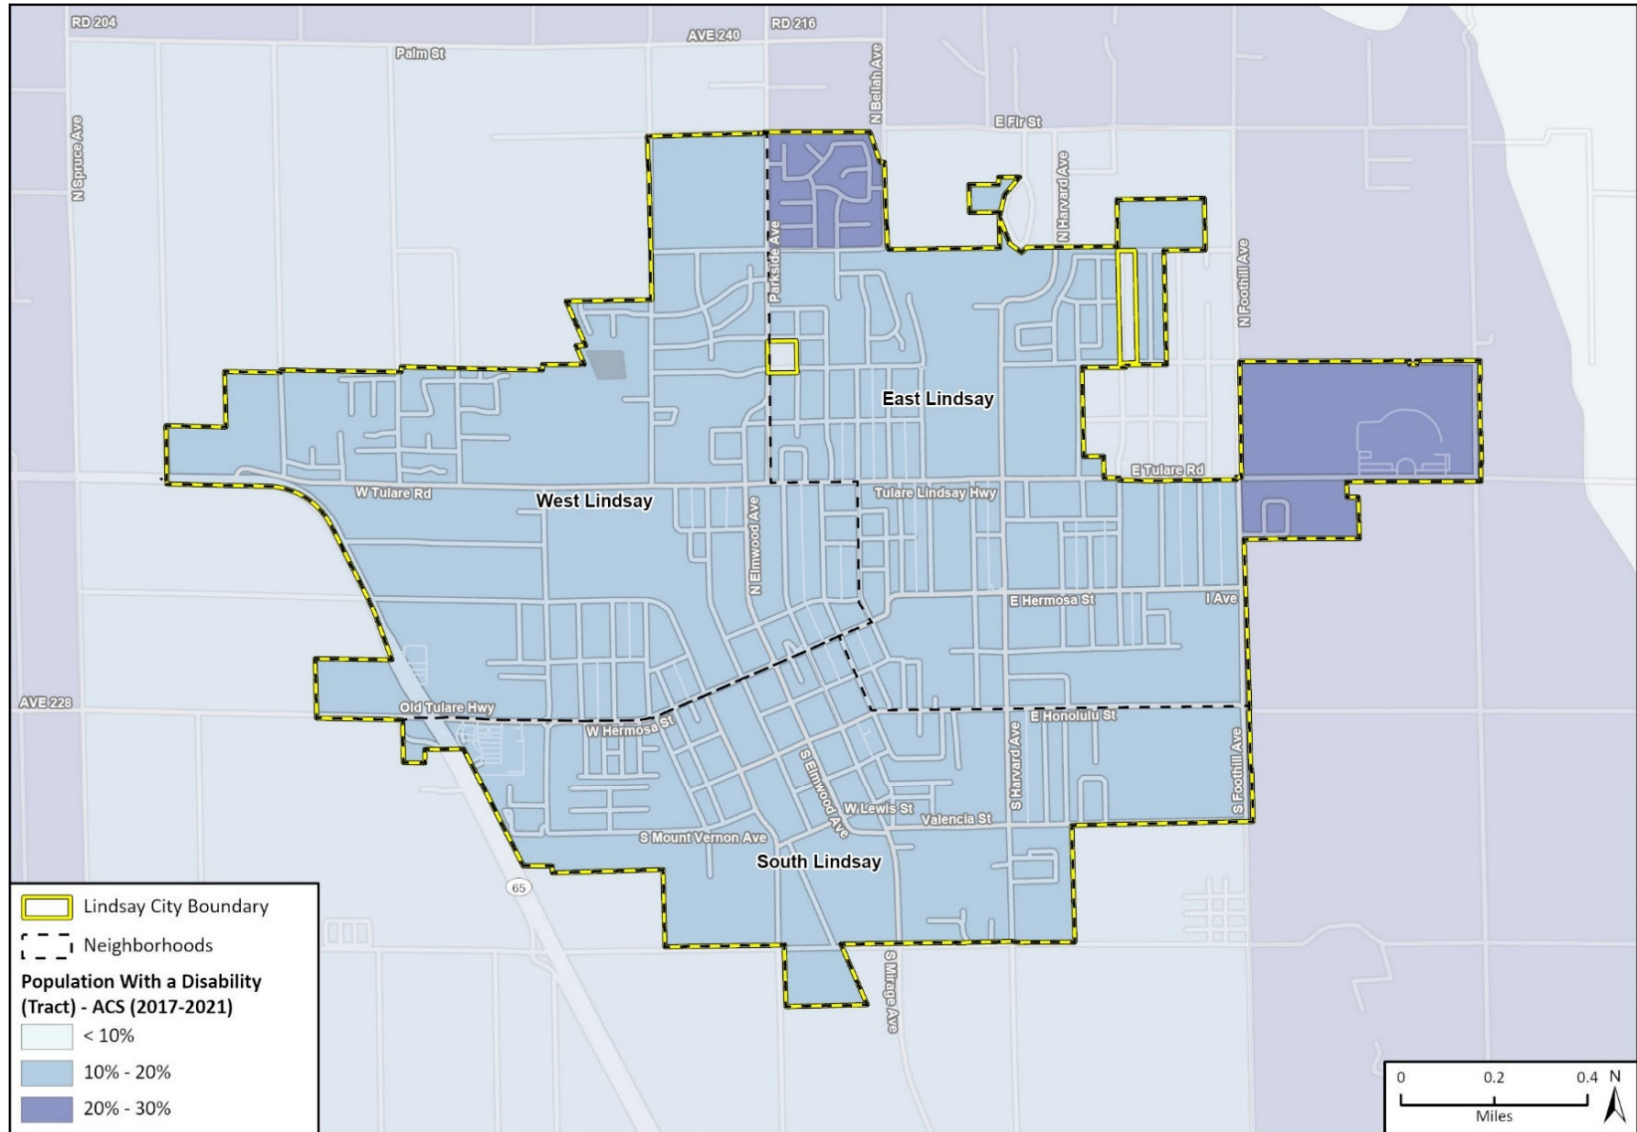 RD 204
RD 216
AVE 240
Palm St
N Bellah Ave
N Spruce Ave
E Fir St
N Harvard Ave
Parkside Ave
N Foothill Ave
East Lindsay
E Tulare Rd
W Tulare Rd
West Lindsay
Tulare Lindsay Hwy
N Elmwood Ave
E Hermosa St
I Ave
AVE 228
Old Tulare Hwy
W Hermosa St
E Honolulu St
S Elmwood Ave
S Harvard Ave
S Foothill Ave
W Lewis St
Valencia St
S Mount Vernon Ave
South Lindsay
65
S Mirage Ave
Lindsay City Boundary
Neighborhoods
Population With a Disability
(Tract) - ACS (2017-2021)
< 10%
10% - 20%
20% - 30%
0 0.2 0.4 N
Miles